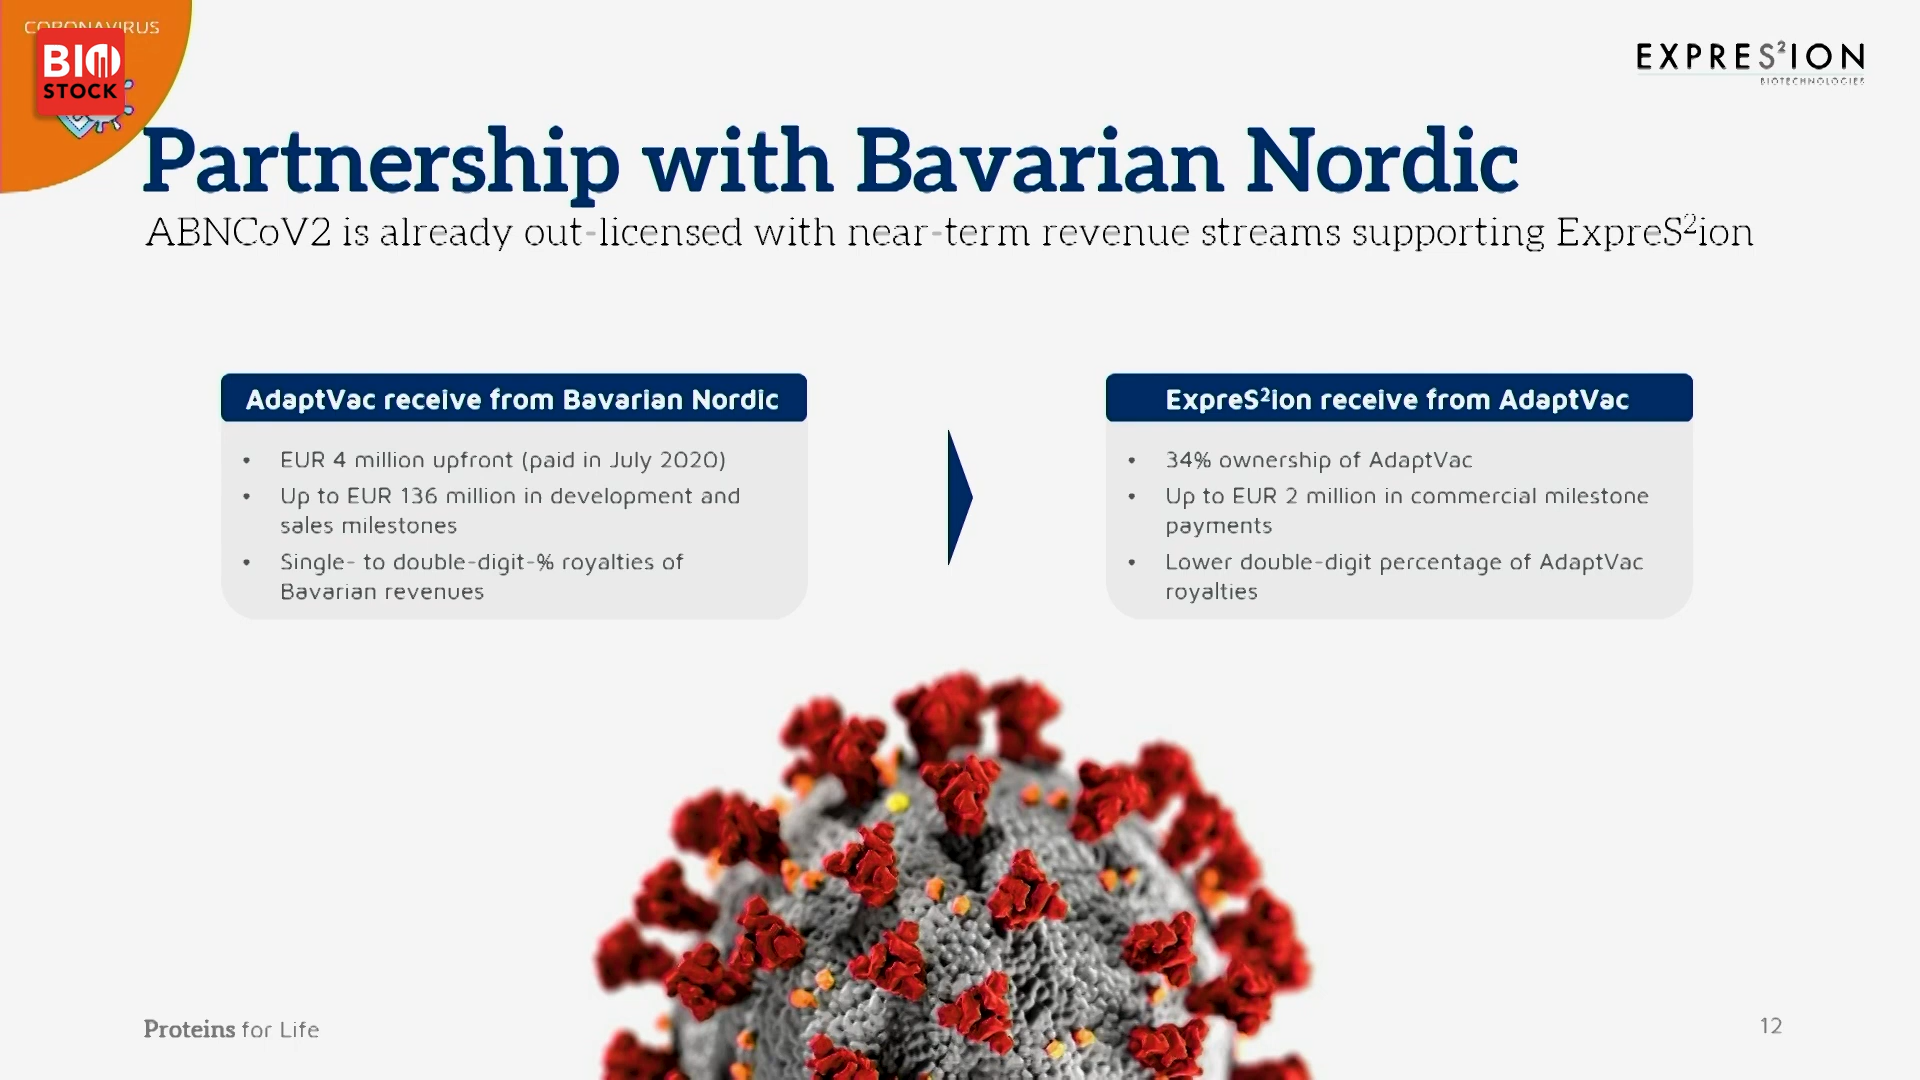 CORONAVIRUS
BIO
STOCK
EXPRES²ION
BIOTECHNOLOGIES
Partnership with Bavarian Nordic
ABNCoV2 is already out-licensed with near-term revenue streams supporting ExpreS²ion
AdaptVac receive from Bavarian Nordic
• EUR 4 million upfront (paid in July 2020)
• Up to EUR 136 million in development and
sales milestones
• Single- to double-digit-% royalties of
Bavarian revenues
ExpreS²ion receive from AdaptVac
• 34% ownership of AdaptVac
• Up to EUR 2 million in commercial milestone
payments
• Lower double-digit percentage of AdaptVac
royalties
Proteins for Life
12